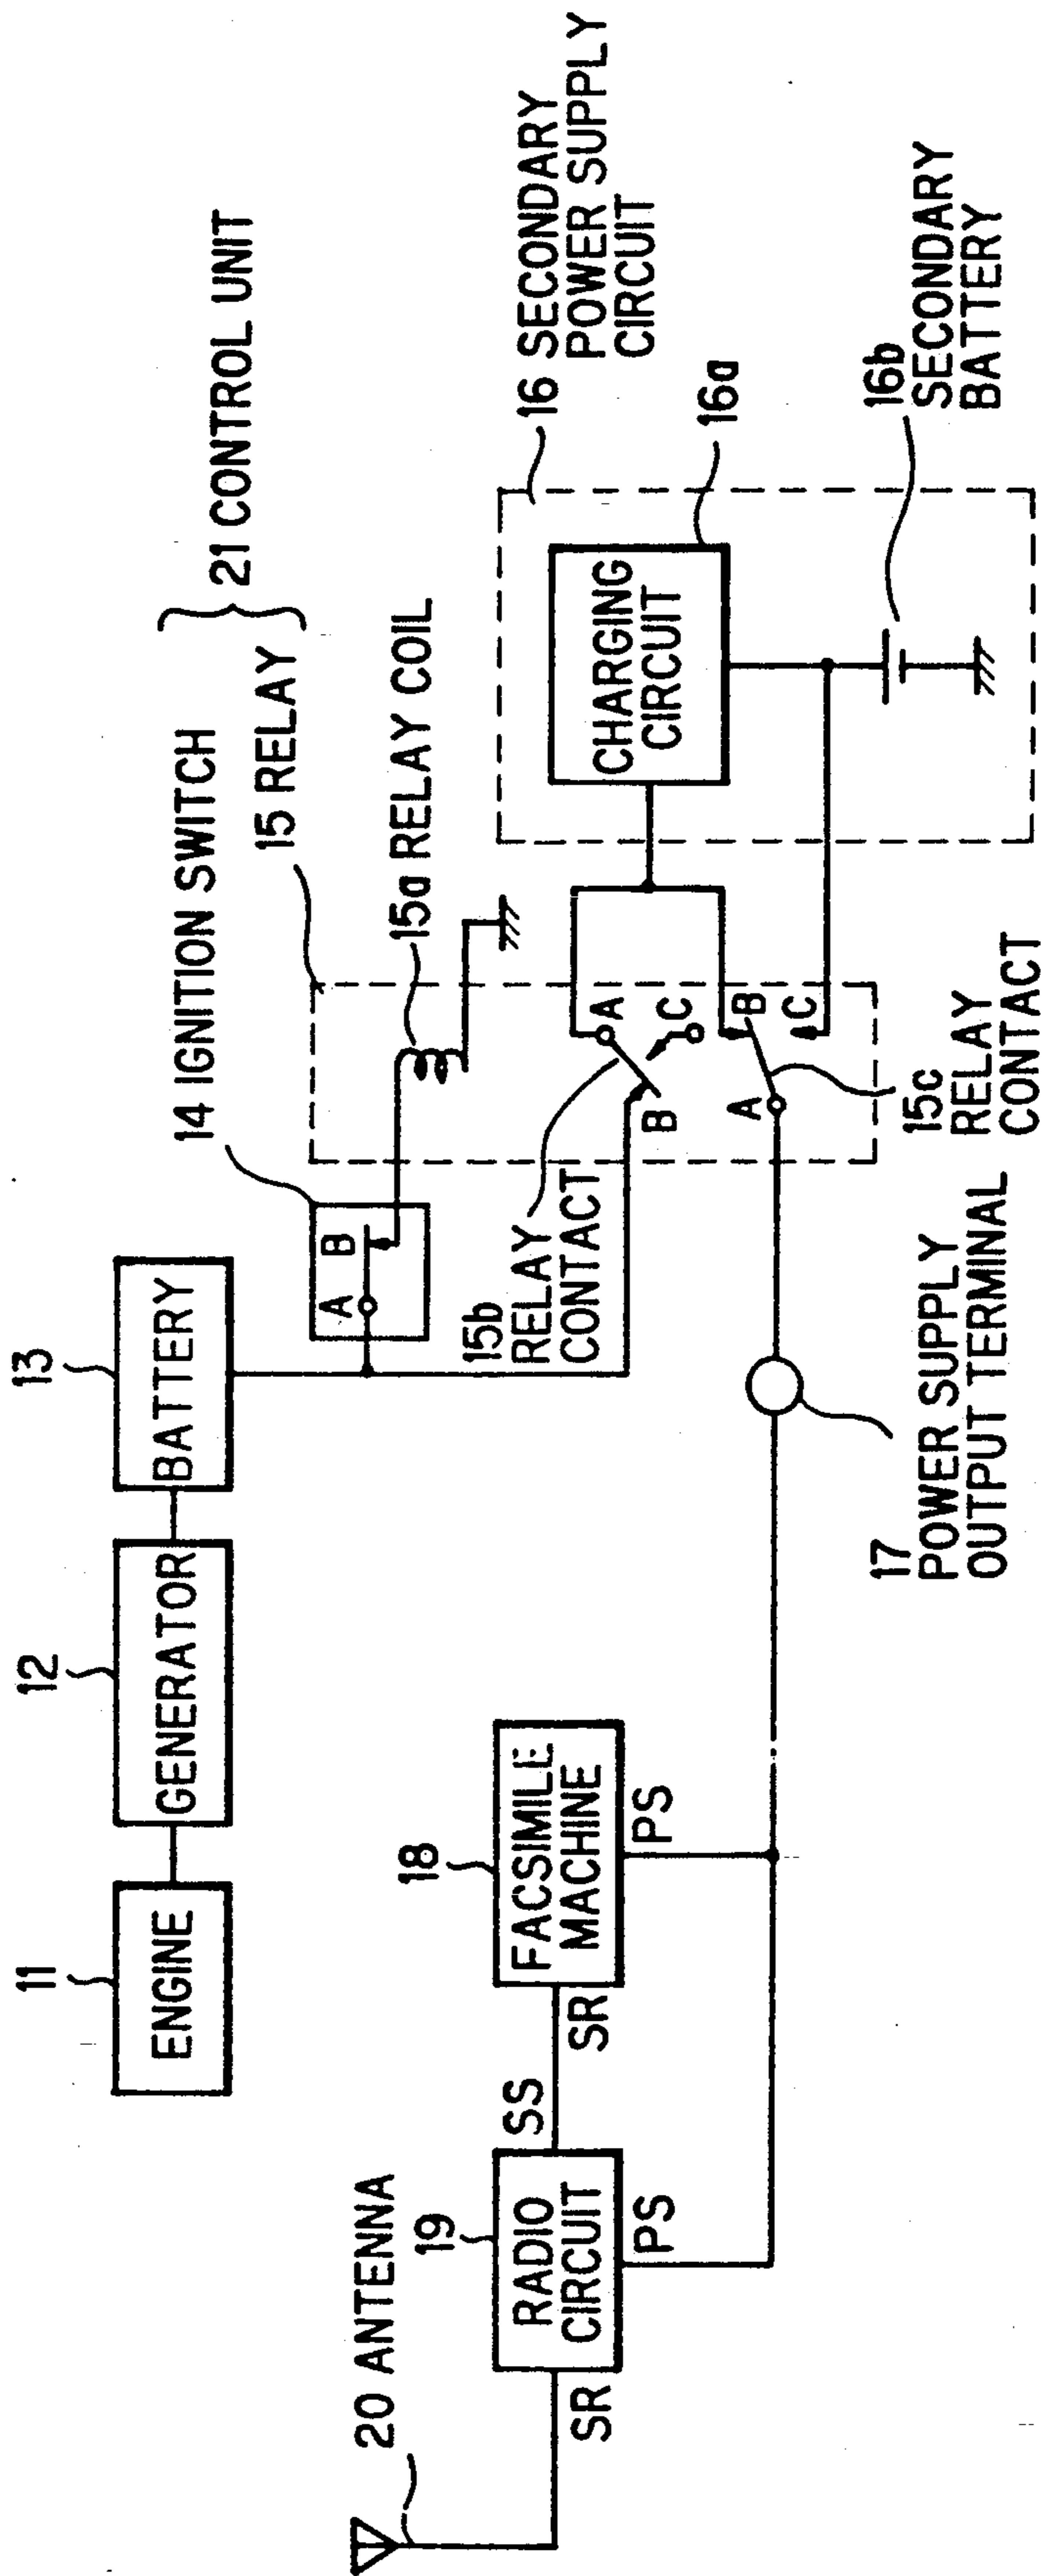 11
ENGINE
12
GENERATOR
13
BATTERY
14 IGNITION SWITCH
A
B
15 RELAY
21 CONTROL UNIT
15a RELAY COIL
15b
RELAY
CONTACT
A
B
C
A
B
C
15c
RELAY
CONTACT
16 SECONDARY
POWER SUPPLY
CIRCUIT
CHARGING
CIRCUIT
16a
16b
SECONDARY
BATTERY
17
POWER SUPPLY
OUTPUT TERMINAL
18
FACSIMILE
MACHINE
PS
SR
SS
19
RADIO
CIRCUIT
PS
SR
20 ANTENNA